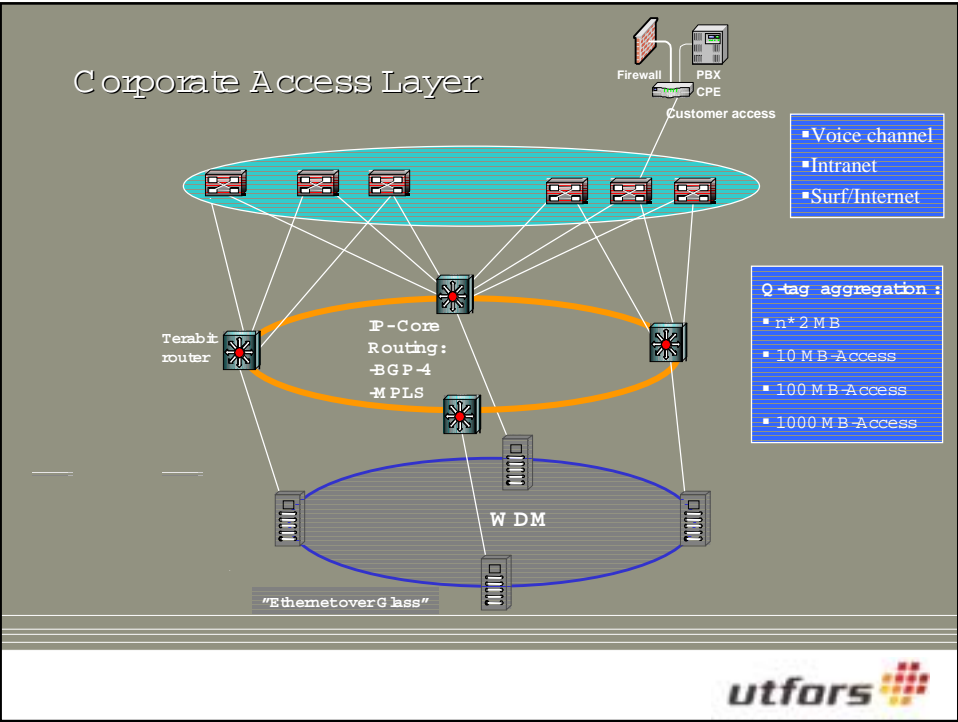 Corporate Access Layer
Firewall
PBX
CPE
Customer access
▪Voice channel
▪Intranet
▪Surf/Internet
Q-tag aggregation :
▪ n*2 MB
▪ 10 MB-Access
▪ 100 MB-Access
▪ 1000 MB-Access
Terabit
router
IP-Core
Routing:
-BGP-4
-MPLS
WDM
"Ethernet over Glass"
utfors